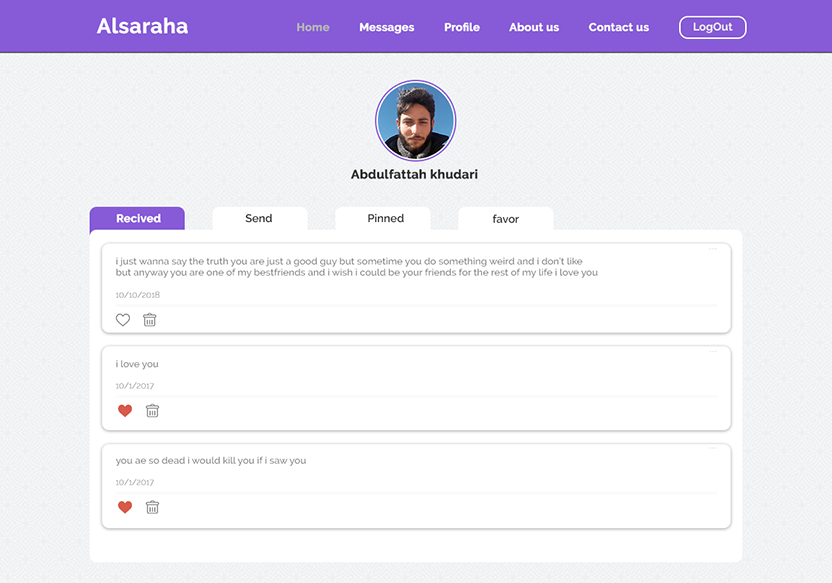 Alsaraha
Home Messages Profile About us Contact us LogOut
Abdulfattah khudari
Recived Send Pinned favor
i just wanna say the truth you are just a good guy but sometime you do something weird and i don't like
but anyway you are one of my bestfriends and i wish i could be your friends for the rest of my life i love you
10/10/2018
i love you
10/1/2017
you ae so dead i would kill you if i saw you
10/1/2017